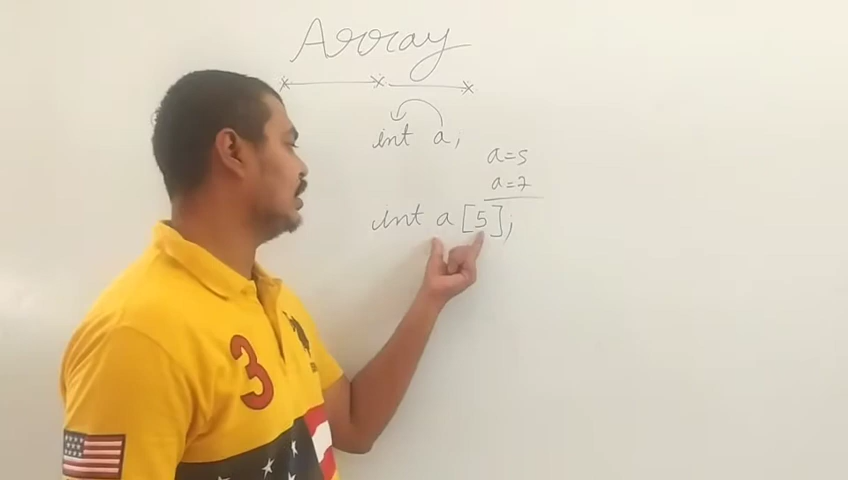 Array
int a;
a=5
a=7
int a[5];
3